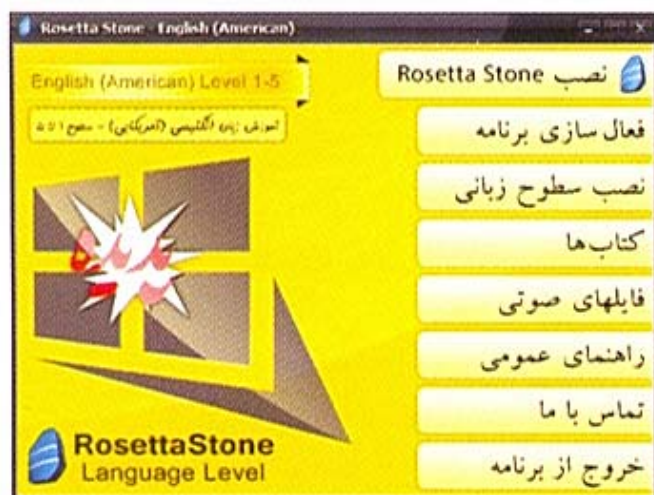 Rosetta Stone - English (American)
English (American) Level 1-5
آموزش زبان انگلیسی (آمریکایی) - سطح ۱ تا ۵
نصب Rosetta Stone
فعال سازی برنامه
نصب سطوح زبانی
کتاب‌ها
فایلهای صوتی
راهنمای عمومی
تماس با ما
خروج از برنامه
RosettaStone
Language Level